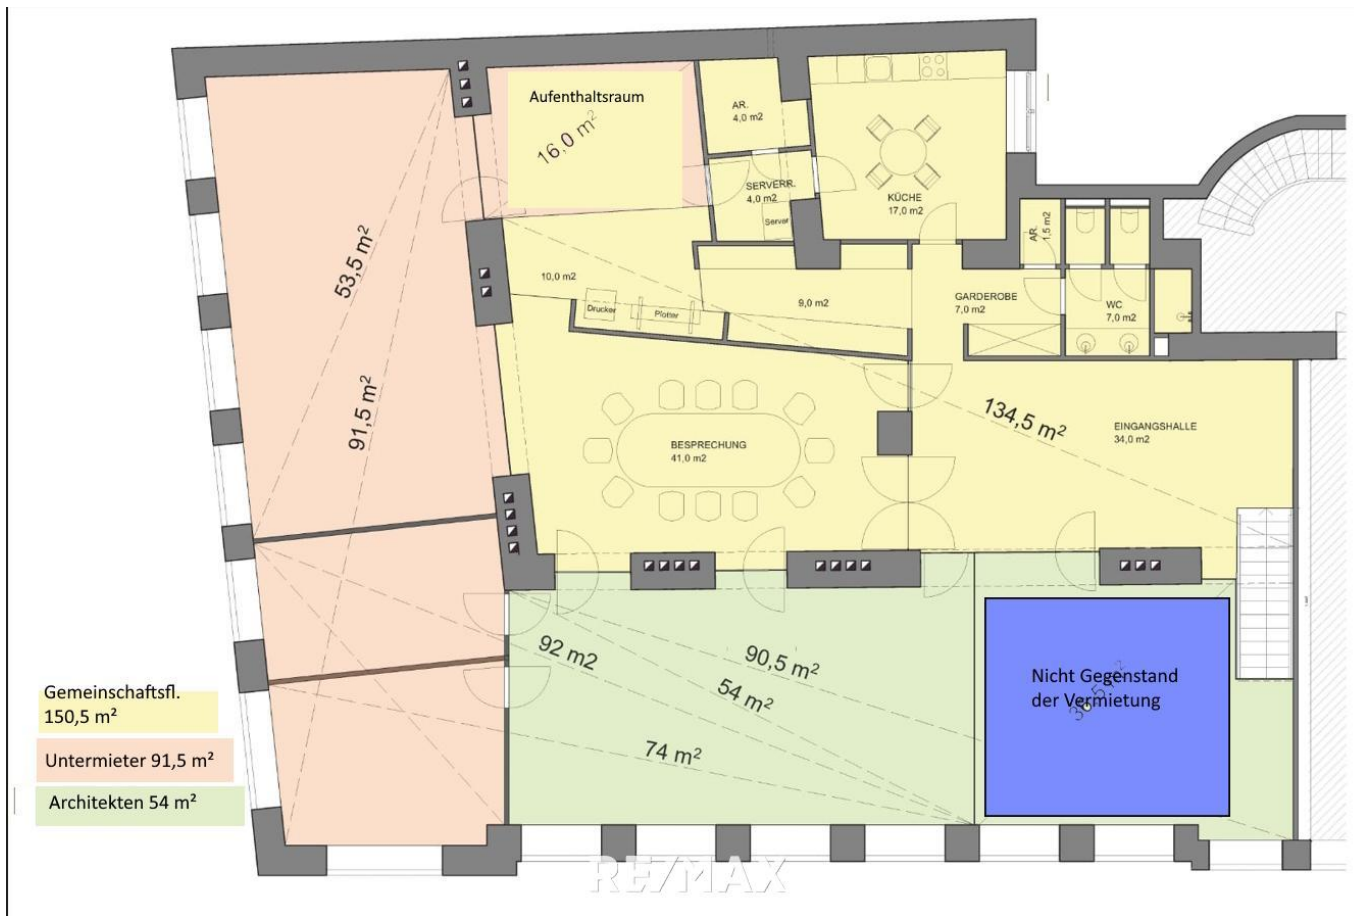 Aufenthaltsraum
16,0 m²
AR.
4,0 m2
SERVERR.
4,0 m2
Server
KÜCHE
17,0 m2
AR.
1,5 m2
53,5 m²
10,0 m2
Drucker
Plotter
9,0 m2
GARDEROBE
7,0 m2
WC
7,0 m2
91,5 m²
134,5 m²
EINGANGSHALLE
34,0 m2
BESPRECHUNG
41,0 m2
92 m2
90,5 m²
54 m²
74 m²
Nicht Gegenstand
der Vermietung
Gemeinschaftsfl.
150,5 m²
Untermieter 91,5 m²
Architekten 54 m²
RE/MAX